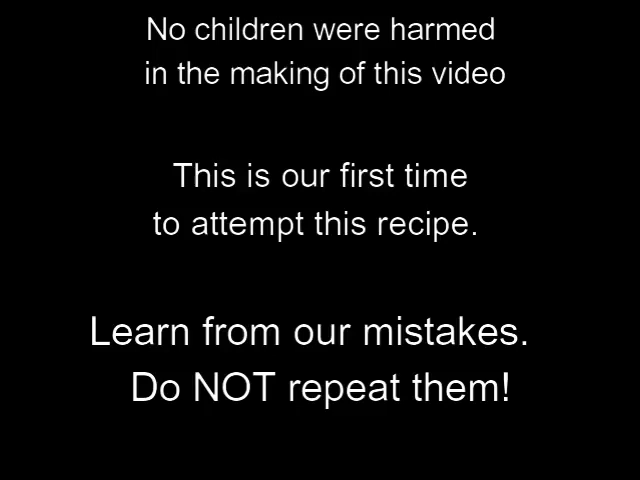 No children were harmed
in the making of this video
This is our first time
to attempt this recipe.
Learn from our mistakes.
Do NOT repeat them!